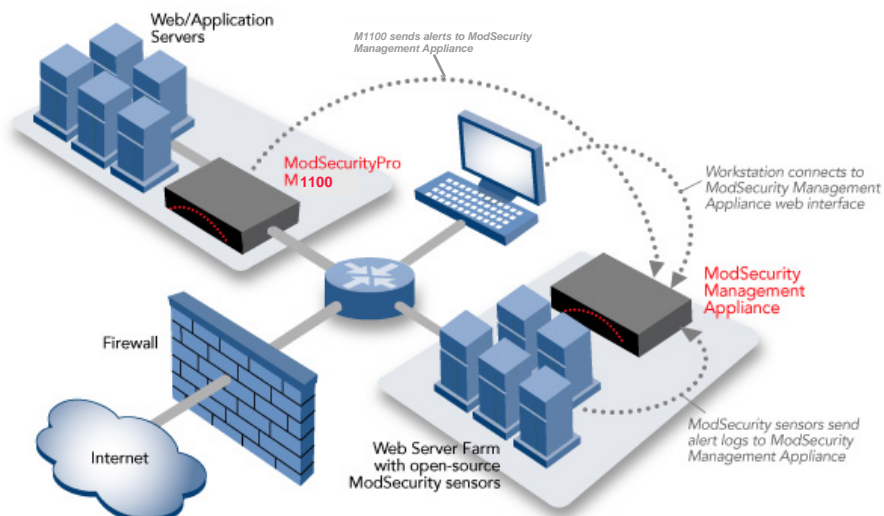 Web/Application
Servers
M1100 sends alerts to ModSecurity
Management Appliance
ModSecurityPro
M1100
Workstation connects to
ModSecurity Management
Appliance web interface
ModSecurity
Management
Appliance
Firewall
Internet
Web Server Farm
with open-source
ModSecurity sensors
ModSecurity sensors send
alert logs to ModSecurity
Management Appliance